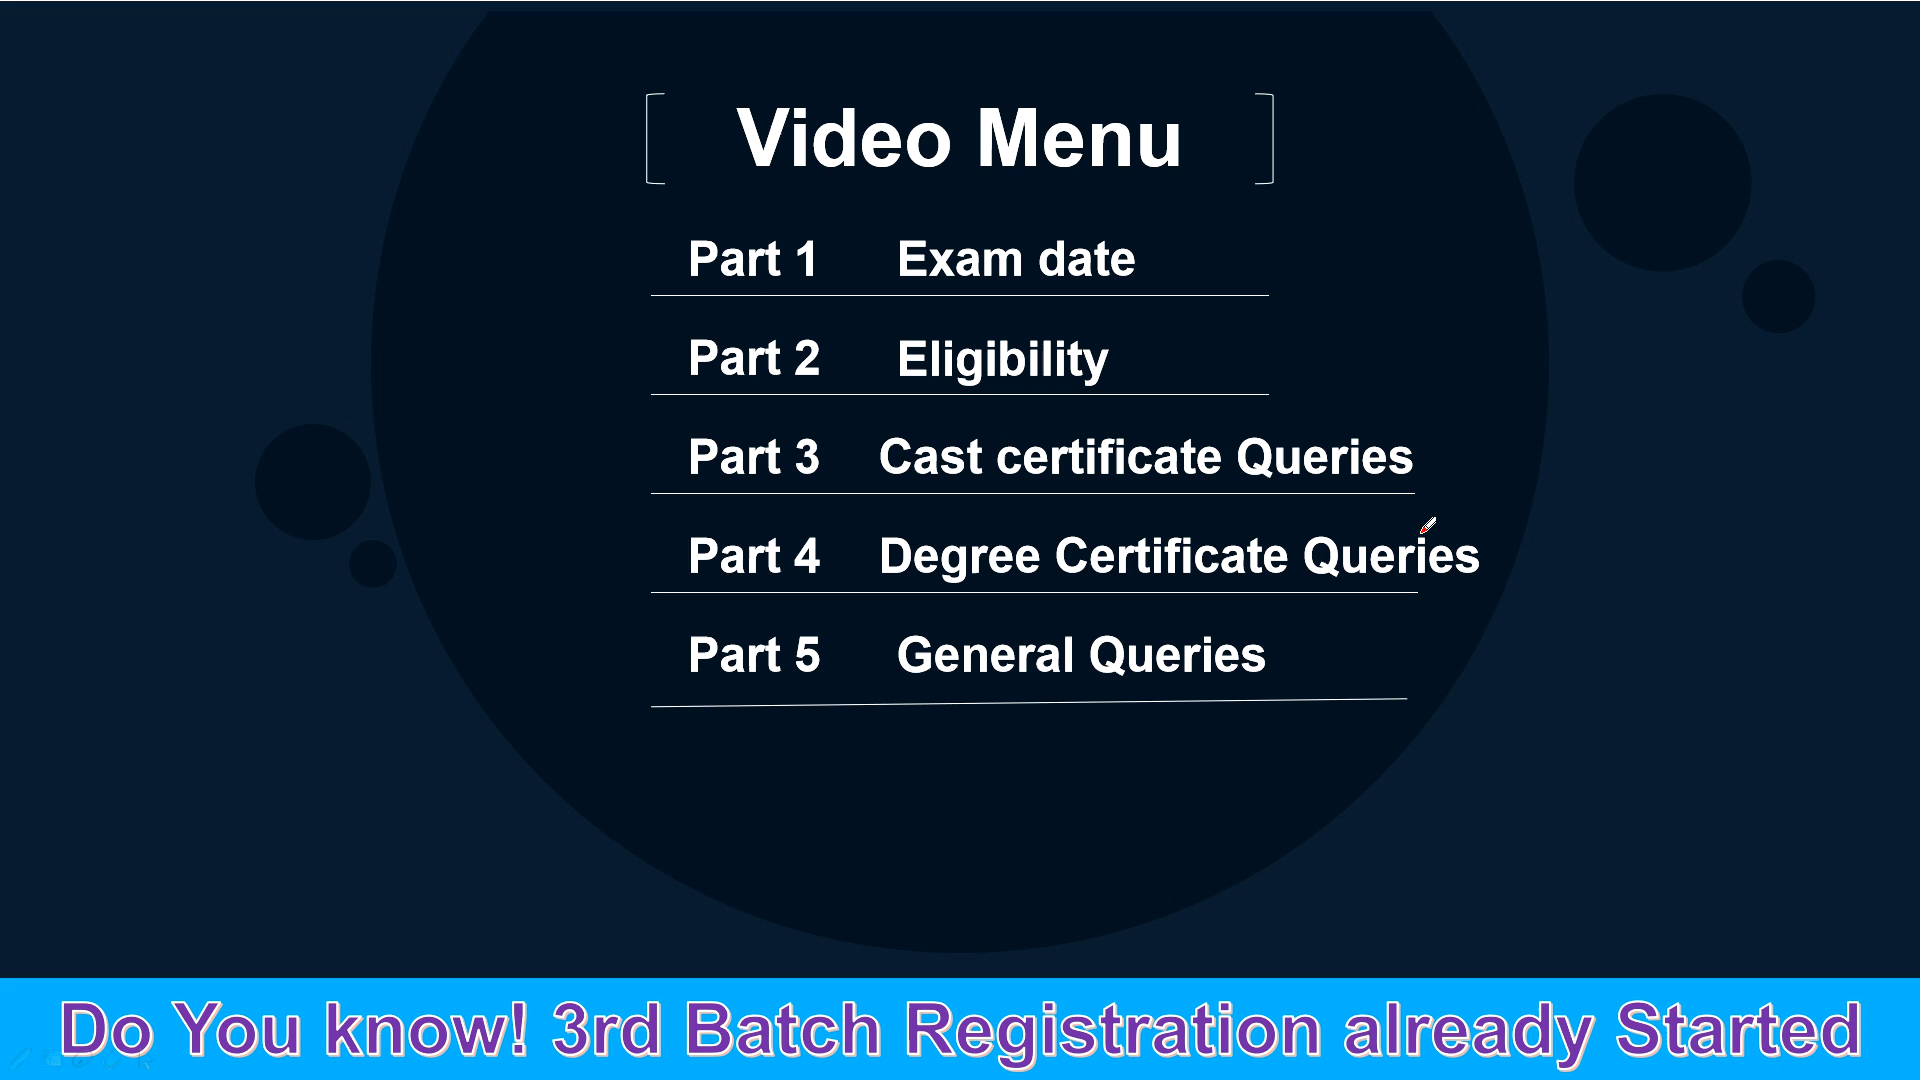 Video Menu
Part 1 Exam date
Part 2 Eligibility
Part 3 Cast certificate Queries
Part 4 Degree Certificate Queries
Part 5 General Queries
Do You know! 3rd Batch Registration already Started